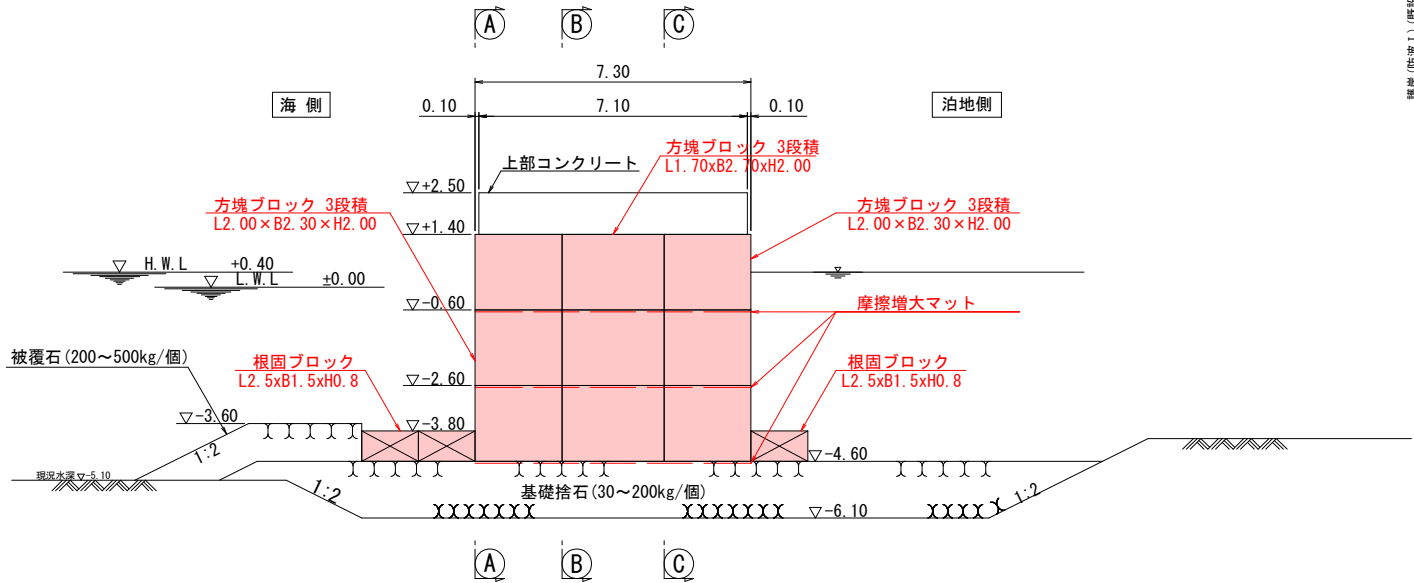 A
B
C
7.30
海 側
0.10
7.10
0.10
泊地側
上部コンクリート
方塊ブロック 3段積
L1.70xB2.70xH2.00
▽+2.50
方塊ブロック 3段積
L2.00×B2.30×H2.00
▽+1.40
方塊ブロック 3段積
L2.00×B2.30×H2.00
H.W.L +0.40
L.W.L ±0.00
▽-0.60
摩擦増大マット
被覆石(200～500kg/個)
根固ブロック
L2.5xB1.5xH0.8
▽-2.60
根固ブロック
L2.5xB1.5xH0.8
▽-3.60
▽-3.80
1:2
▽-4.60
現況水深▽-5.10
1:2
基礎捨石(30～200kg/個)
1:2
▽-6.10
A
B
C